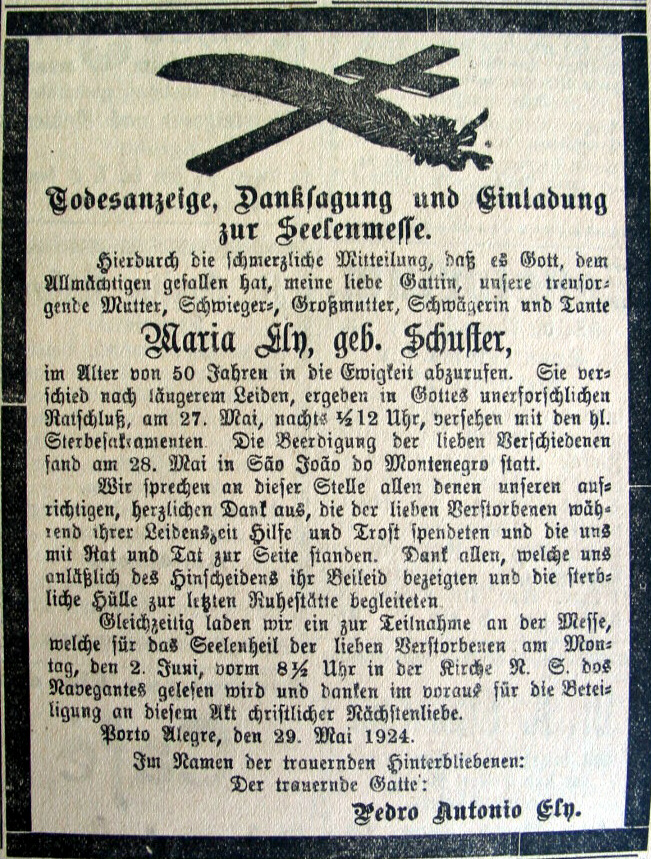 Todesanzeige, Danksagung und Einladung
zur Seelenmesse.
Hierdurch die schmerzliche Mitteilung, daß es Gott, dem
Allmächtigen gefallen hat, meine liebe Gattin, unsere treusor-
gende Mutter, Schwieger-, Großmutter, Schwägerin und Tante
Maria Ely, geb. Schuster,
im Alter von 50 Jahren in die Ewigkeit abzurufen. Sie ver-
schied nach längerem Leiden, ergeben in Gottes unerforschlichen
Ratschluß, am 27. Mai, nachts ½12 Uhr, versehen mit den hl.
Sterbesakramenten. Die Beerdigung der lieben Verschiedenen
fand am 28. Mai in São João do Montenegro statt.
Wir sprechen an dieser Stelle allen denen unseren auf-
richtigen, herzlichen Dank aus, die der lieben Verstorbenen wäh-
rend ihrer Leidenszeit Hilfe und Trost spendeten und die uns
mit Rat und Tat zur Seite standen. Dank allen, welche uns
anläßlich des Hinscheidens ihr Beileid bezeigten und die sterb-
liche Hülle zur letzten Ruhestätte begleiteten
Gleichzeitig laden wir ein zur Teilnahme an der Messe,
welche für das Seelenheil der lieben Verstorbenen am Mon-
tag, den 2. Juni, vorm 8½ Uhr in der Kirche N. S. dos
Navegantes gelesen wird und danken im voraus für die Betei-
ligung an diesem Akt christlicher Nächstenliebe.
Porto Alegre, den 29. Mai 1924.
Im Namen der trauernden Hinterbliebenen:
Der trauernde Gatte:
Pedro Antonio Ely.